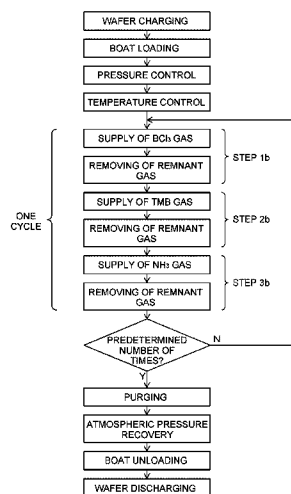 WAFER CHARGING
BOAT LOADING
PRESSURE CONTROL
TEMPERATURE CONTROL
SUPPLY OF BCl₃ GAS
REMOVING OF REMNANT
GAS
STEP 1b
SUPPLY OF TMB GAS
REMOVING OF REMNANT
GAS
STEP 2b
ONE
CYCLE
SUPPLY OF NH₃ GAS
REMOVING OF REMNANT
GAS
STEP 3b
PREDETERMINED
NUMBER OF
TIMES?
N
Y
PURGING
ATMOSPHERIC PRESSURE
RECOVERY
BOAT UNLOADING
WAFER DISCHARGING